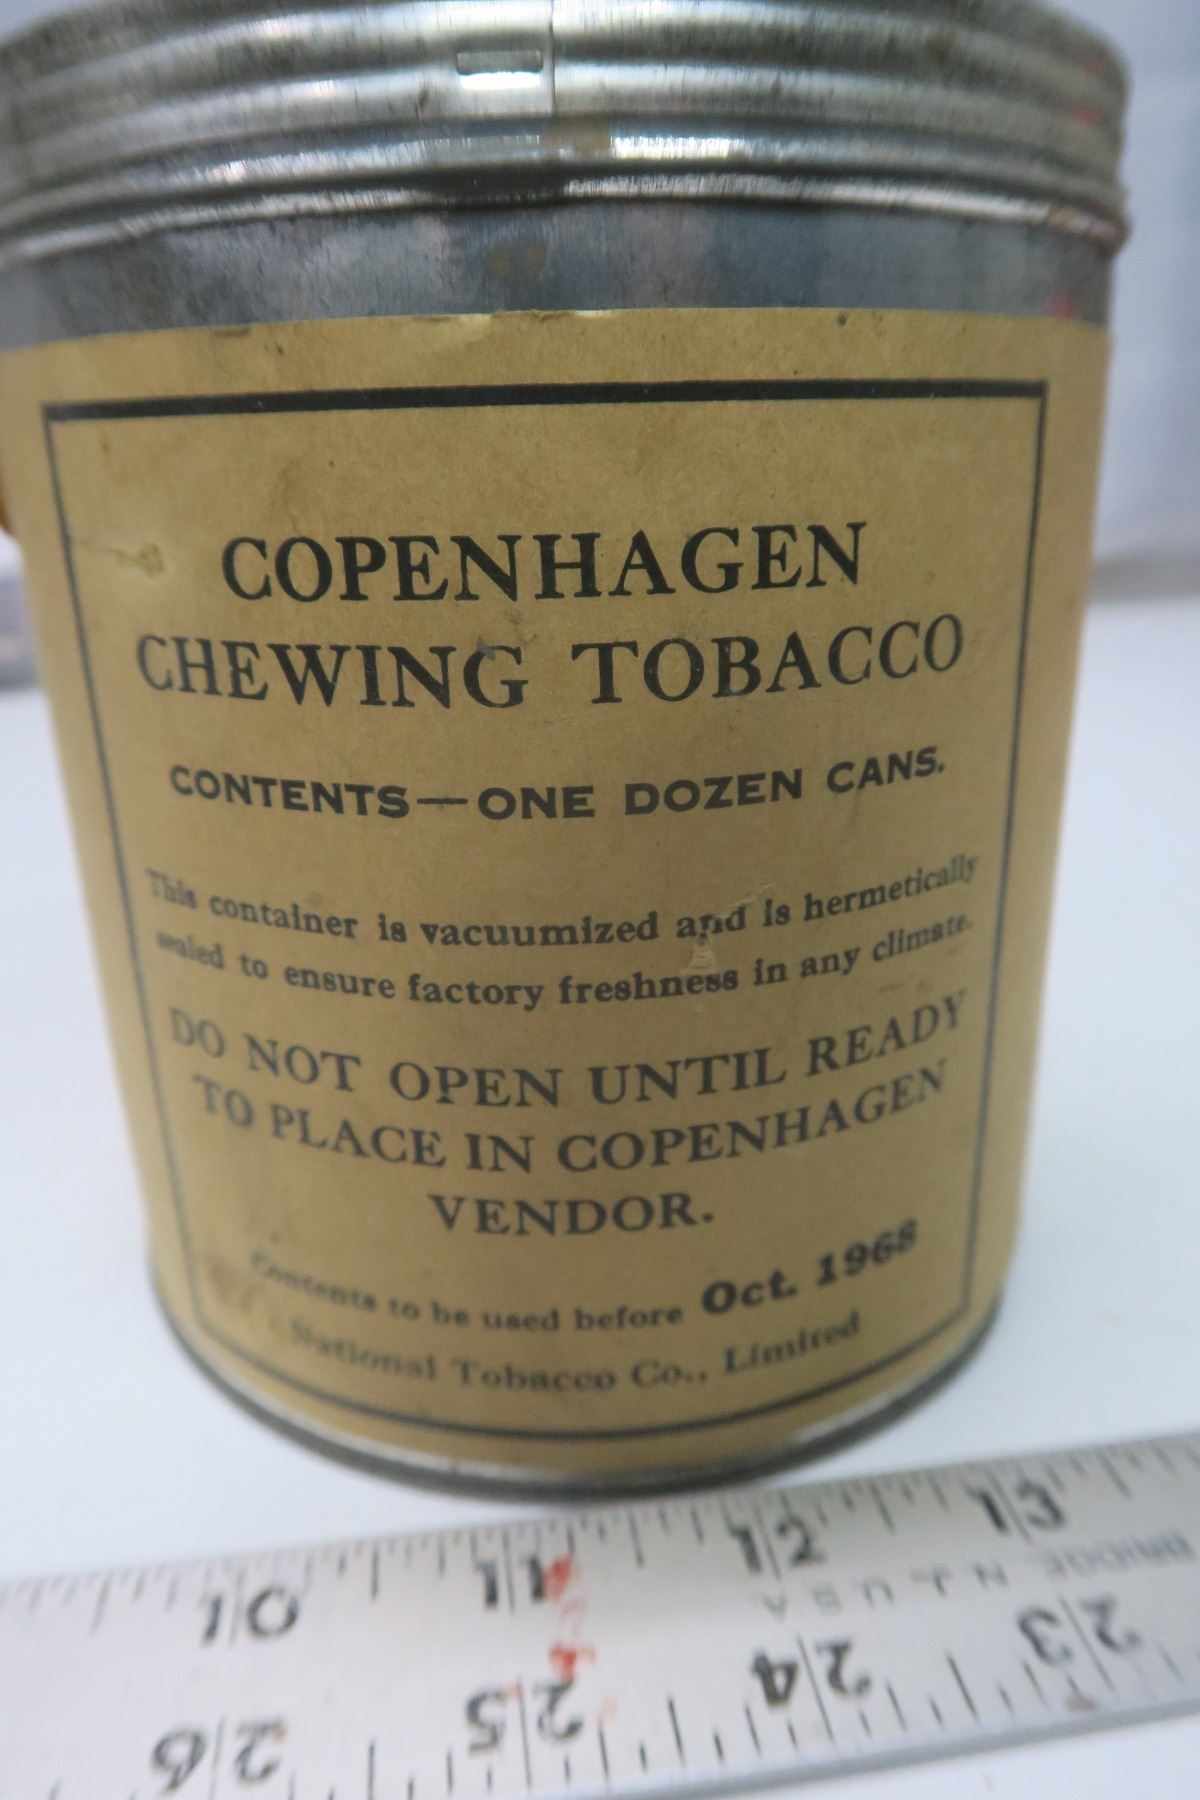 COPENHAGEN
CHEWING TOBACCO
CONTENTS—ONE DOZEN CANS.
This container is vacuumized and is hermetically
sealed to ensure factory freshness in any climate.
DO NOT OPEN UNTIL READY
TO PLACE IN COPENHAGEN
VENDOR.
Contents to be used before Oct. 1968
National Tobacco Co., Limited
10 11 12 13
BRIDGE N.J. U.S.A
26 25 24 23